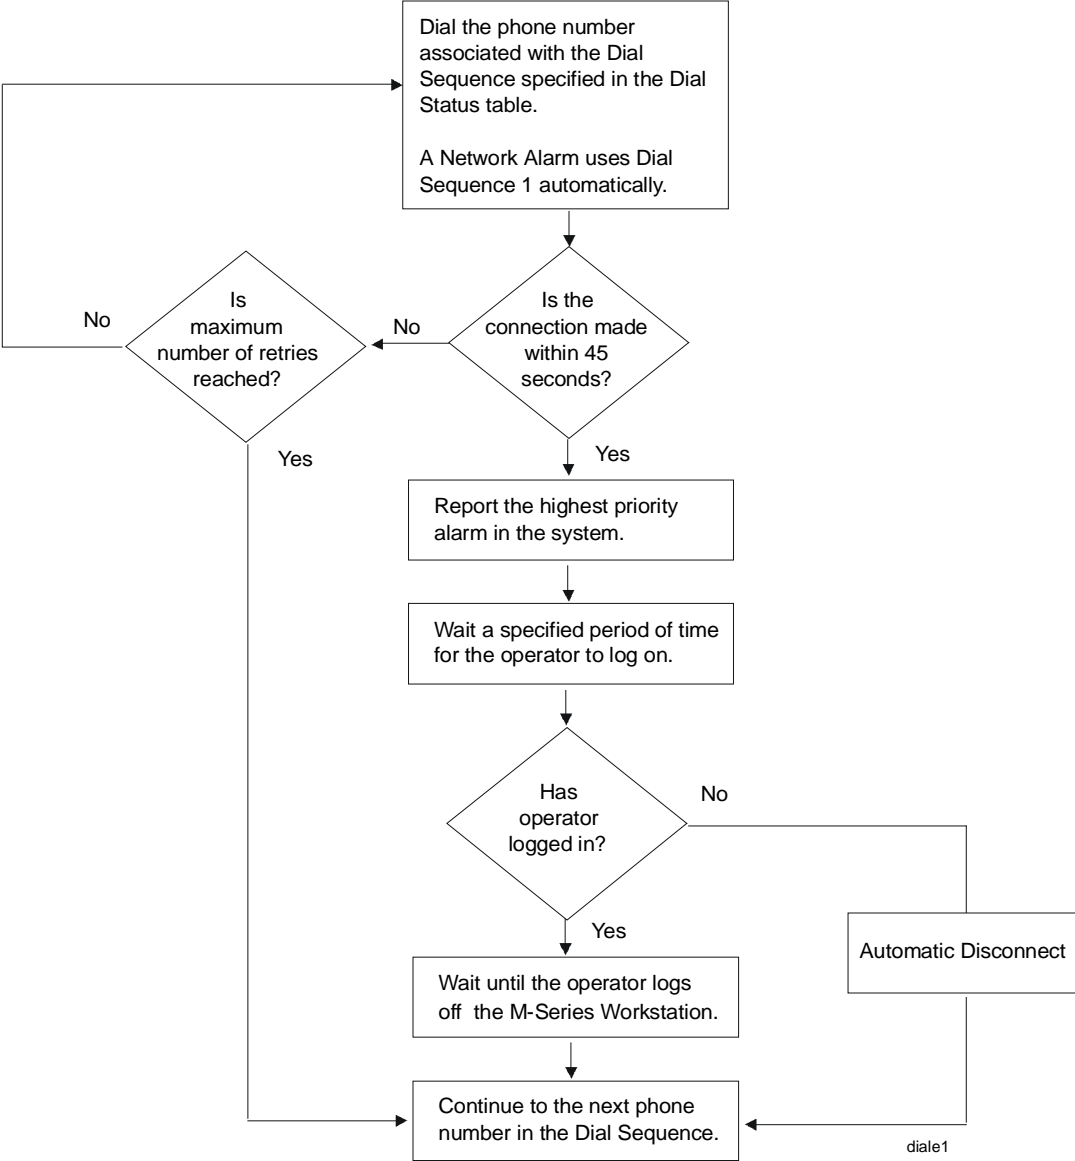 Dial the phone number
associated with the Dial
Sequence specified in the Dial
Status table.
A Network Alarm uses Dial
Sequence 1 automatically.
Is the
connection made
within 45
seconds?
No
Is
maximum
number of retries
reached?
No
Yes
Yes
Report the highest priority
alarm in the system.
Wait a specified period of time
for the operator to log on.
Has
operator
logged in?
No
Automatic Disconnect
Yes
Wait until the operator logs
off the M-Series Workstation.
Continue to the next phone
number in the Dial Sequence.
diale1